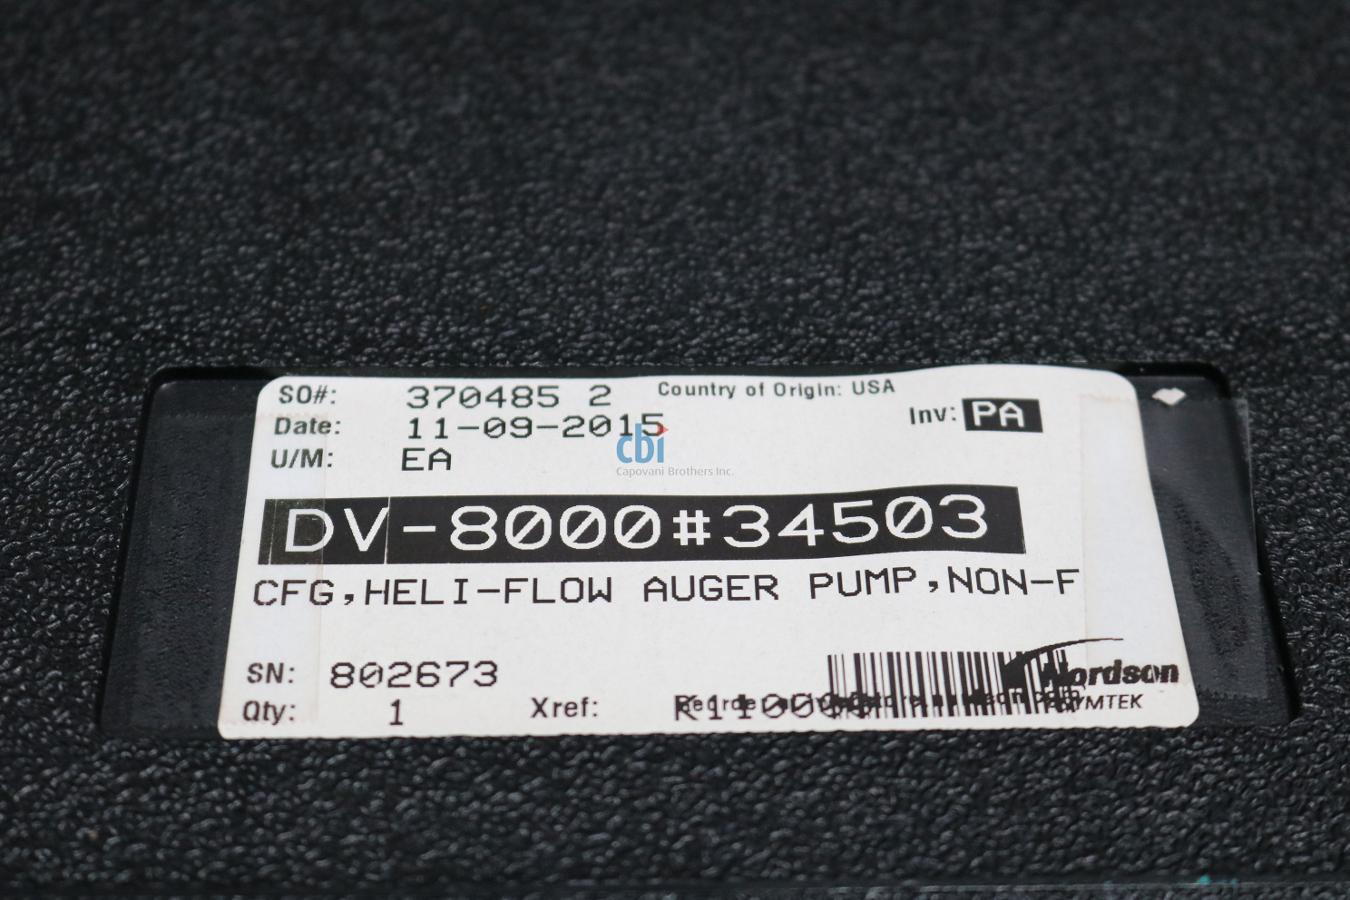 SO#: 370485 2 Country of Origin: USA
Date: 11-09-2015 Inv: PA
cbi
Capovani Brothers Inc.
U/M: EA
DV-8000#34503
CFG,HELI-FLOW AUGER PUMP,NON-F
SN: 802673
Nordson
ASYMTEK
Qty: 1 Xref: